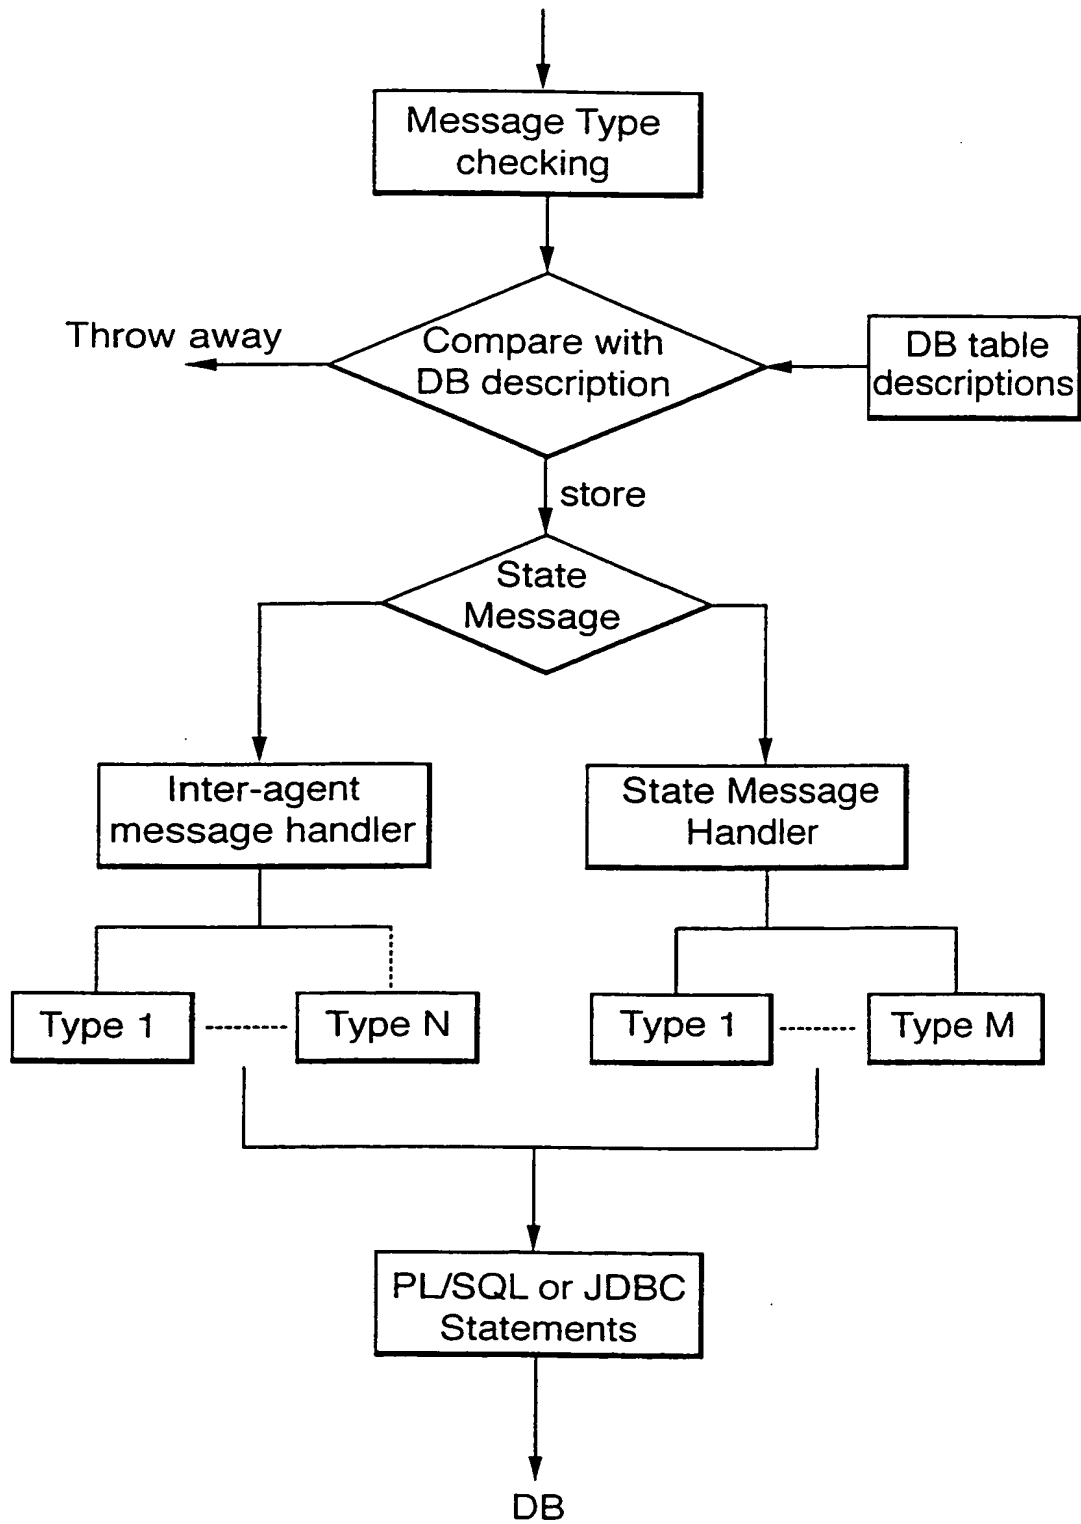 Message Type
checking
Throw away
Compare with
DB description
DB table
descriptions
store
State
Message
Inter-agent
message handler
State Message
Handler
Type 1
Type N
Type 1
Type M
PL/SQL or JDBC
Statements
DB